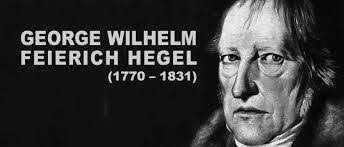 GEORGE WILHELM
FEIERICH HEGEL
(1770 – 1831)